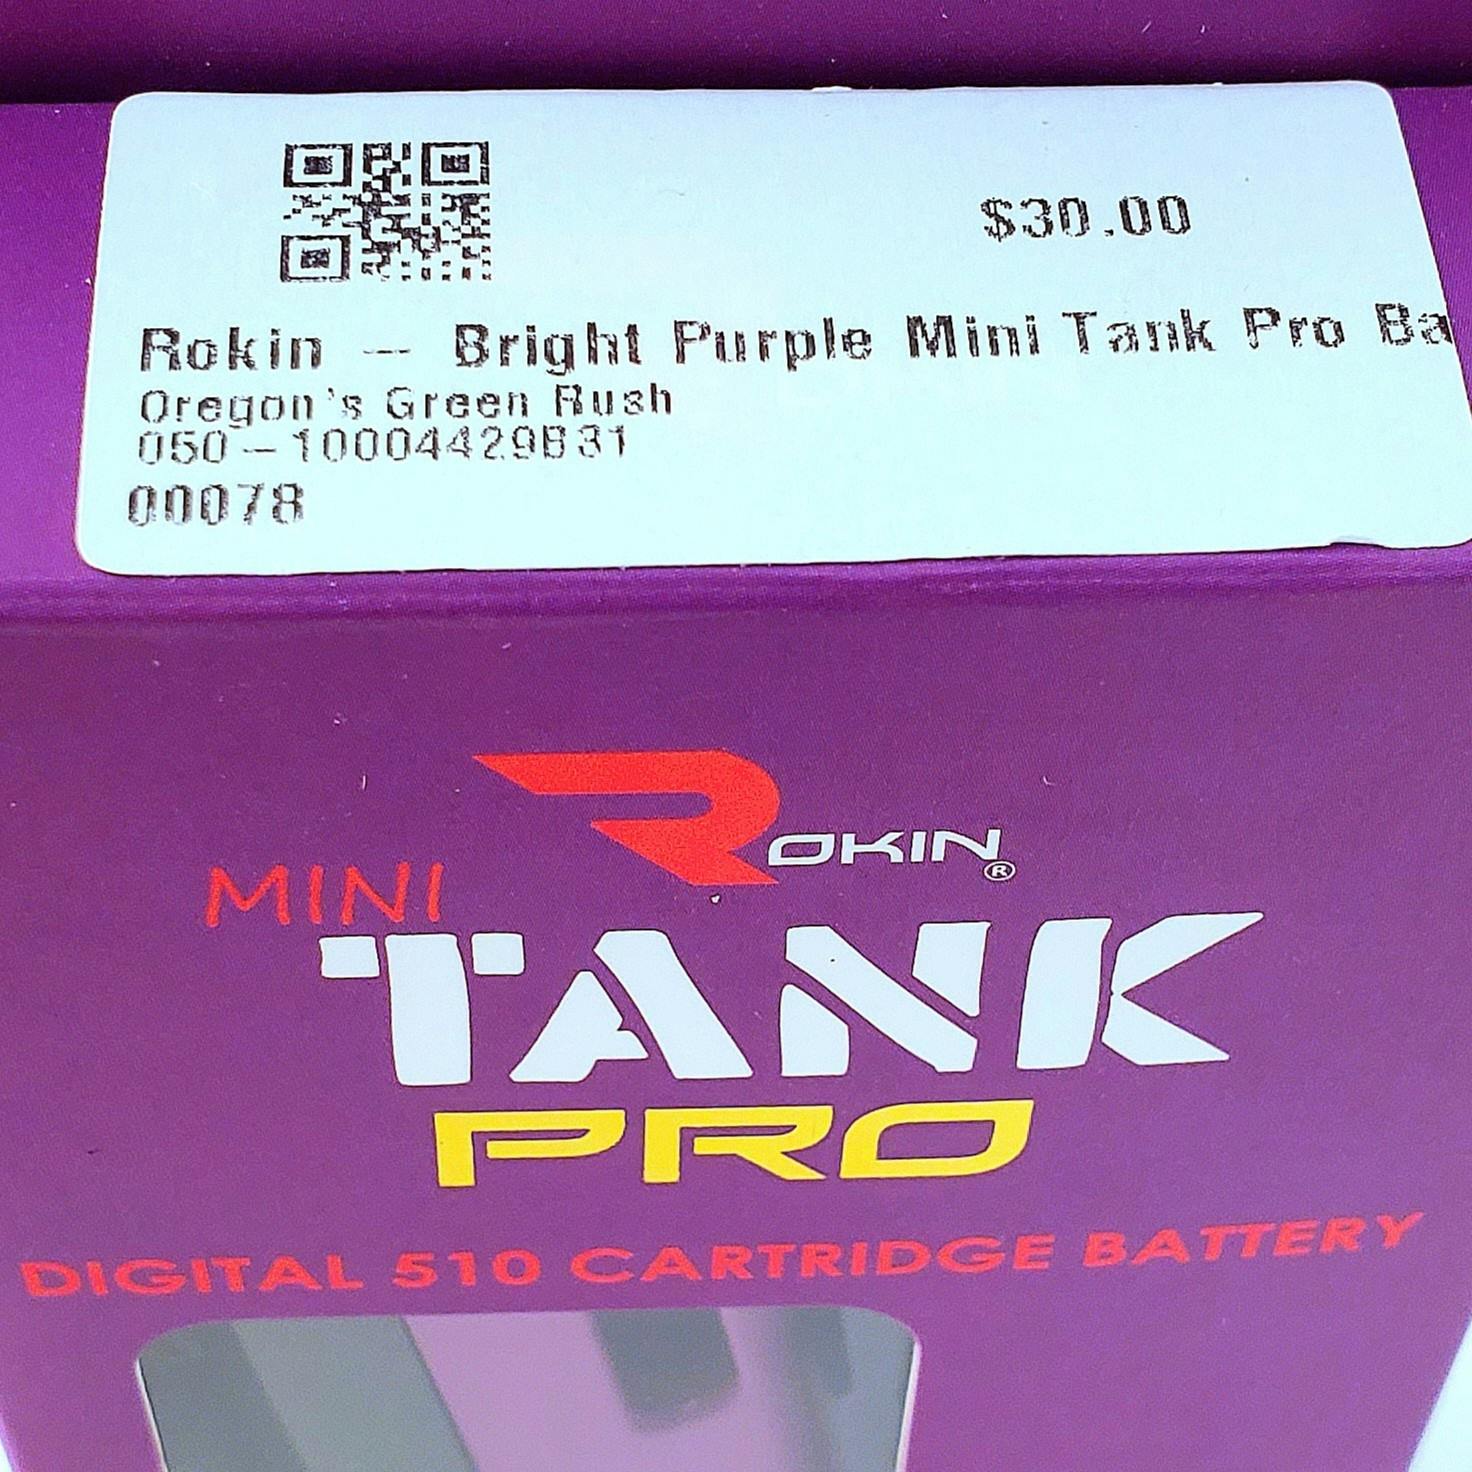 $30.00
Rokin — Bright Purple Mini Tank Pro Ba
Oregon's Green Rush
050-10004429B31
00078
ROKIN®
MINI
TANK
PRO
DIGITAL 510 CARTRIDGE BATTERY